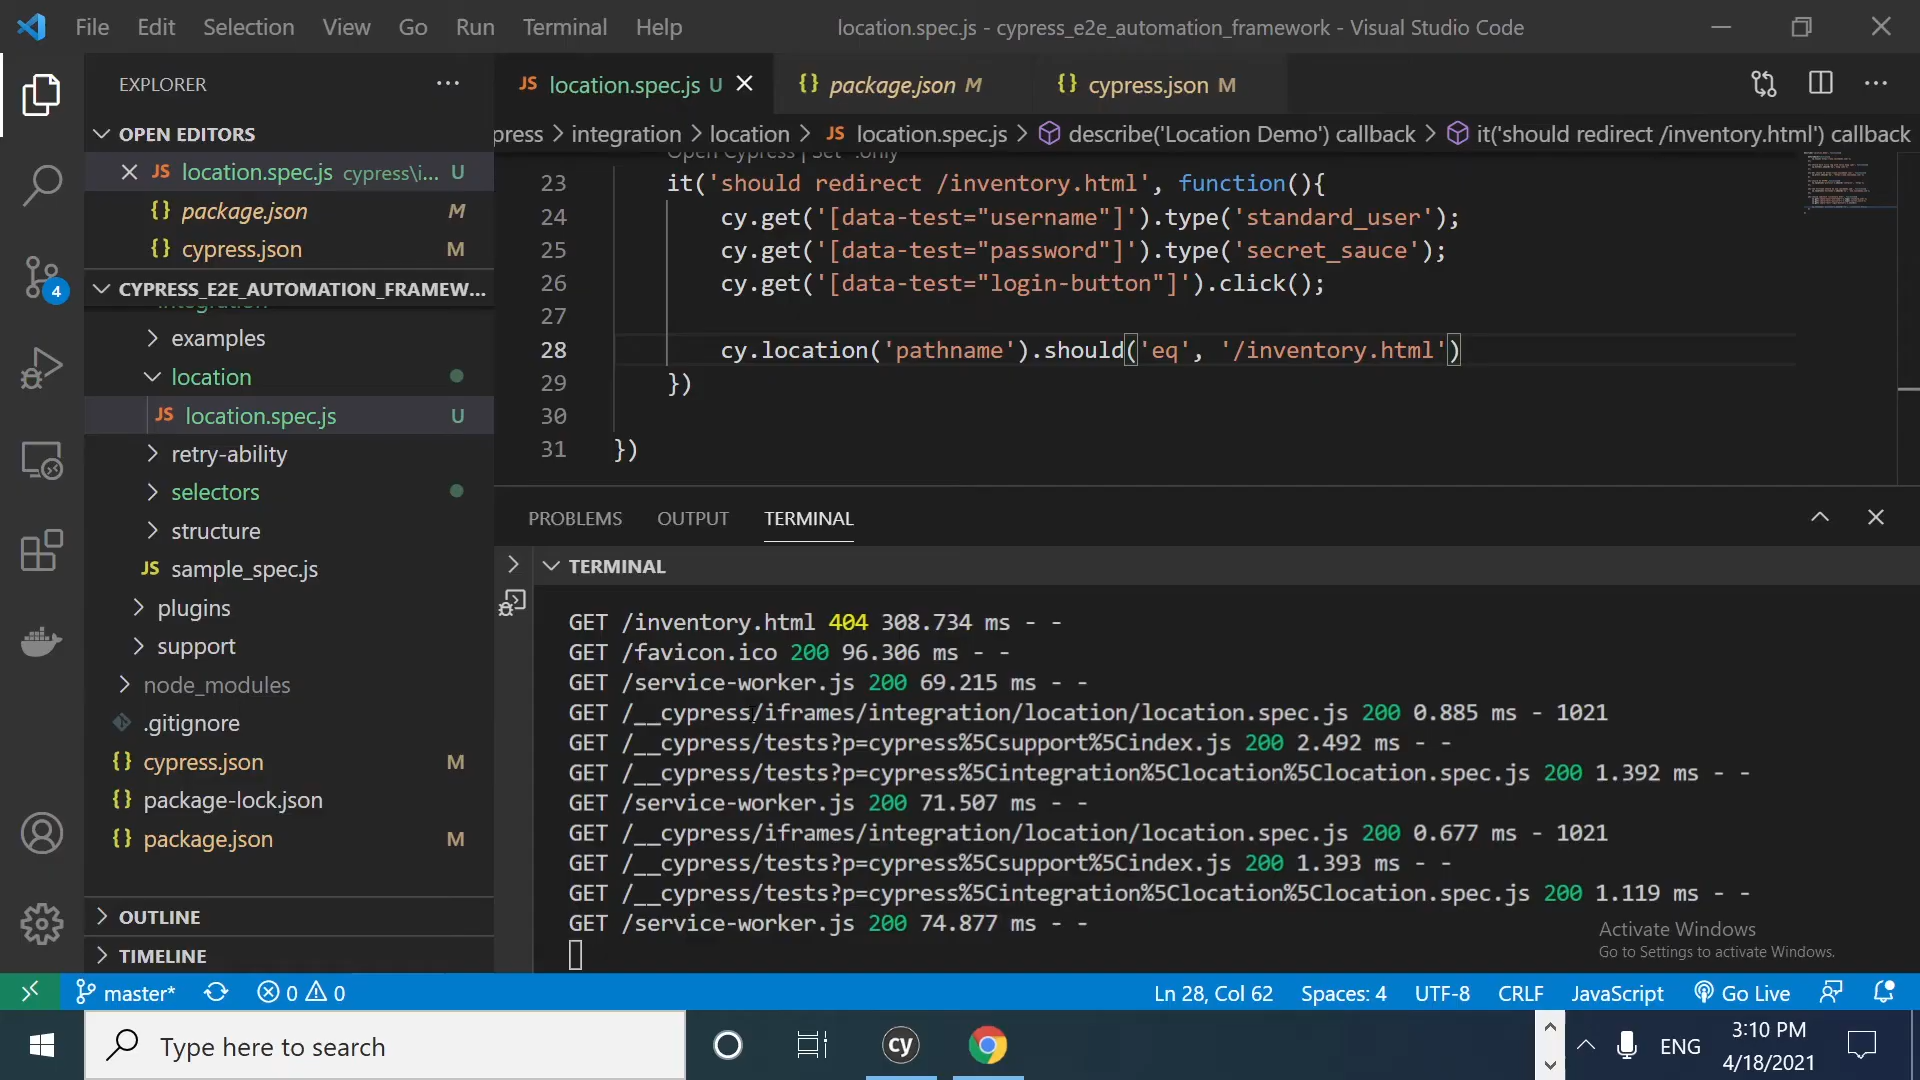 File Edit Selection View Go Run Terminal Help
location.spec.js - cypress_e2e_automation_framework - Visual Studio Code
EXPLORER
JS location.spec.js U
{} package.json M
{} cypress.json M
OPEN EDITORS
JS location.spec.js cypress\i... U
{} package.json M
{} cypress.json M
CYPRESS_E2E_AUTOMATION_FRAMEW...
integration
examples
location
JS location.spec.js U
retry-ability
selectors
structure
JS sample_spec.js
plugins
support
node_modules
.gitignore
{} cypress.json M
{} package-lock.json
{} package.json M
OUTLINE
TIMELINE
4
press > integration > location > JS location.spec.js > describe('Location Demo') callback > it('should redirect /inventory.html') callback
Open Cypress | Set ".only"
23 it('should redirect /inventory.html', function(){
24 cy.get('[data-test="username"]').type('standard_user');
25 cy.get('[data-test="password"]').type('secret_sauce');
26 cy.get('[data-test="login-button"]').click();
27
28 cy.location('pathname').should('eq', '/inventory.html')
29 })
30
31 })
PROBLEMS OUTPUT TERMINAL
TERMINAL
GET /inventory.html 404 308.734 ms - -
GET /favicon.ico 200 96.306 ms - -
GET /service-worker.js 200 69.215 ms - -
GET /__cypress/iframes/integration/location/location.spec.js 200 0.885 ms - 1021
GET /__cypress/tests?p=cypress%5Csupport%5Cindex.js 200 2.492 ms - -
GET /__cypress/tests?p=cypress%5Cintegration%5Clocation%5Clocation.spec.js 200 1.392 ms - -
GET /service-worker.js 200 71.507 ms - -
GET /__cypress/iframes/integration/location/location.spec.js 200 0.677 ms - 1021
GET /__cypress/tests?p=cypress%5Csupport%5Cindex.js 200 1.393 ms - -
GET /__cypress/tests?p=cypress%5Cintegration%5Clocation%5Clocation.spec.js 200 1.119 ms - -
GET /service-worker.js 200 74.877 ms - -
Activate Windows
Go to Settings to activate Windows.
master* 0 0 Ln 28, Col 62 Spaces: 4 UTF-8 CRLF JavaScript Go Live
Type here to search
cy
ENG
3:10 PM
4/18/2021